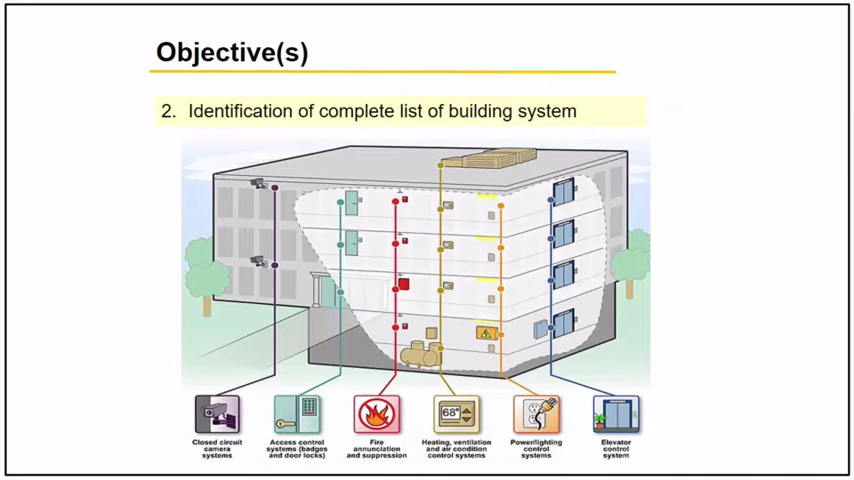 Objective(s)
2. Identification of complete list of building system
68°
Closed circuit
camera
systems
Access control
systems (badges
and door locks)
Fire
annunciation
and suppression
Heating, ventilation
and air condition
control systems
Power/lighting
control
systems
Elevator
control
system